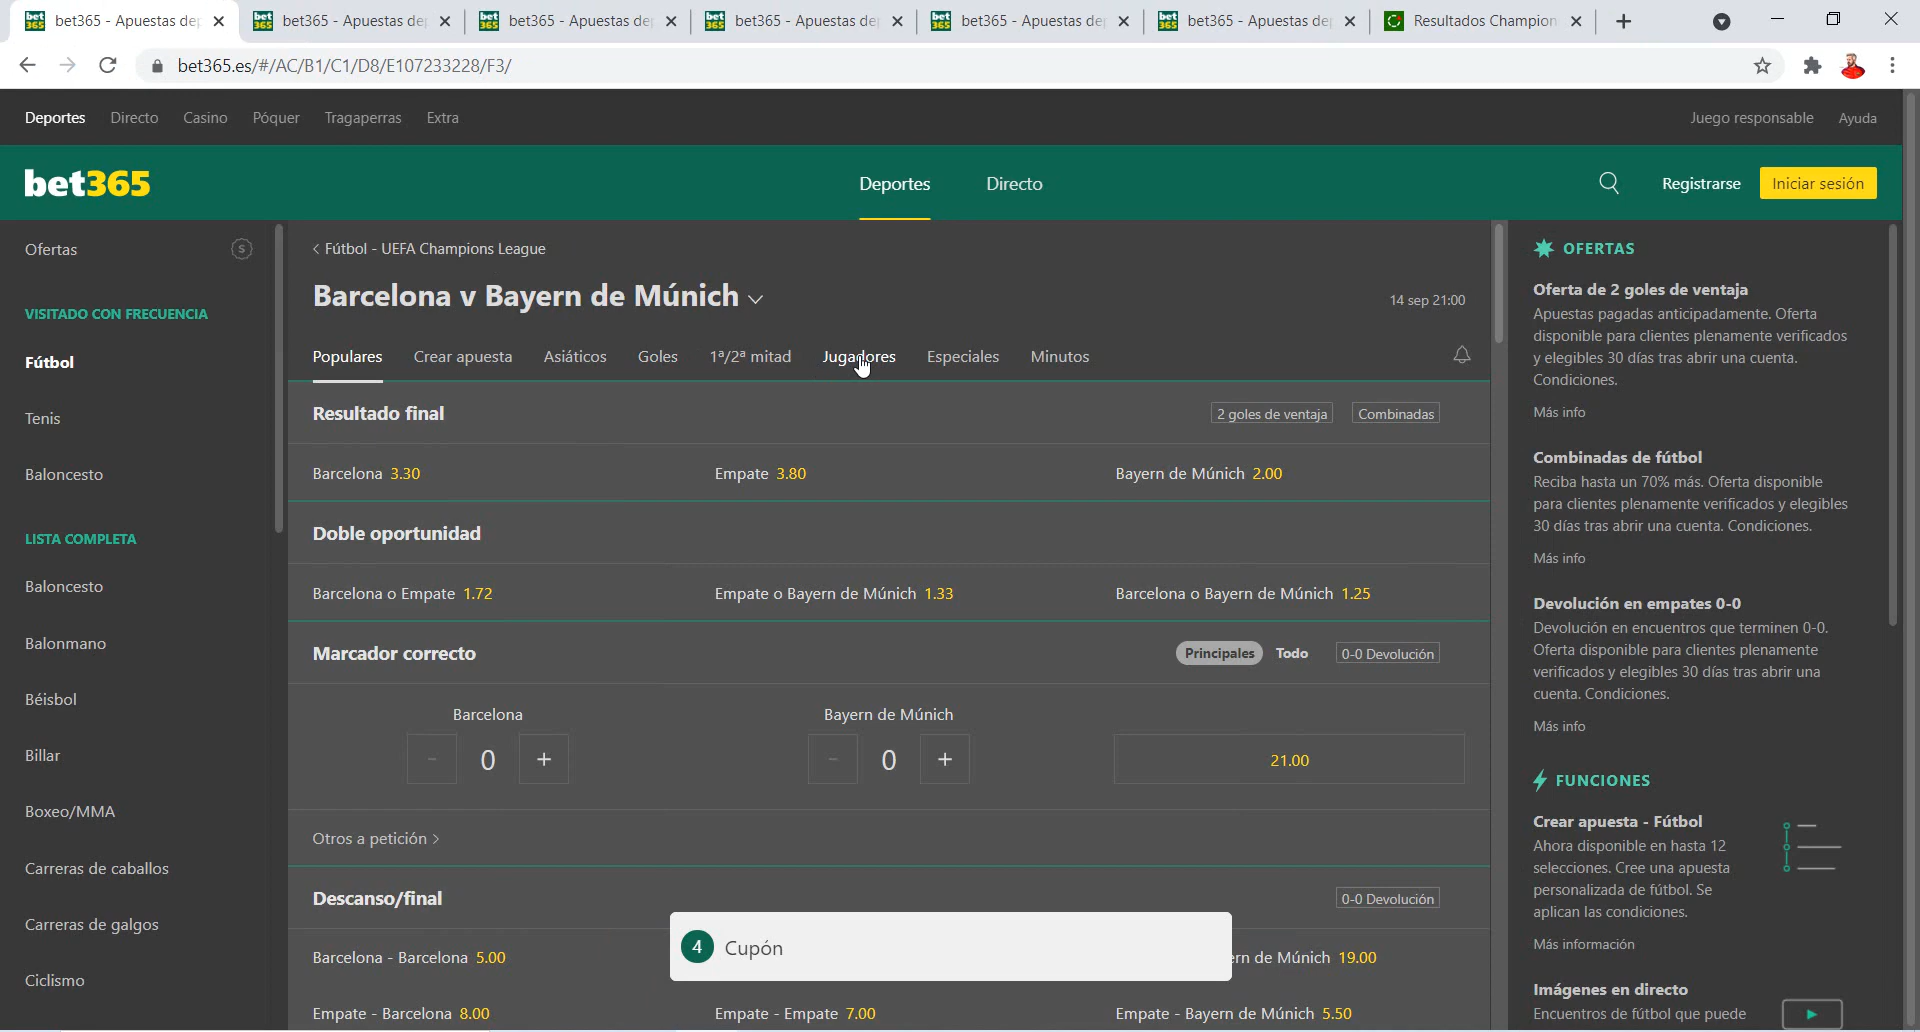 bet365 - Apuestas de
bet365 - Apuestas de
bet365 - Apuestas de
bet365 - Apuestas de
bet365 - Apuestas de
bet365 - Apuestas de
Resultados Champion
bet365.es/#/AC/B1/C1/D8/E107233228/F3/
Deportes Directo Casino Póquer Tragaperras Extra
Juego responsable Ayuda
bet365
Deportes Directo
Registrarse Iniciar sesión
Ofertas S
VISITADO CON FRECUENCIA
Fútbol
Tenis
Baloncesto
LISTA COMPLETA
Baloncesto
Balonmano
Béisbol
Billar
Boxeo/MMA
Carreras de caballos
Carreras de galgos
Ciclismo
< Fútbol - UEFA Champions League
Barcelona v Bayern de Múnich
14 sep 21:00
Populares Crear apuesta Asiáticos Goles 1ª/2ª mitad Jugadores Especiales Minutos
Resultado final 2 goles de ventaja Combinadas
Barcelona 3.30 Empate 3.80 Bayern de Múnich 2.00
Doble oportunidad
Barcelona o Empate 1.72 Empate o Bayern de Múnich 1.33 Barcelona o Bayern de Múnich 1.25
Marcador correcto Principales Todo 0-0 Devolución
Barcelona Bayern de Múnich
- 0 + - 0 + 21.00
Otros a petición >
Descanso/final 0-0 Devolución
Barcelona - Barcelona 5.00 de Múnich 19.00
4 Cupón
Empate - Barcelona 8.00 Empate - Empate 7.00 Empate - Bayern de Múnich 5.50
OFERTAS
Oferta de 2 goles de ventaja
Apuestas pagadas anticipadamente. Oferta
disponible para clientes plenamente verificados
y elegibles 30 días tras abrir una cuenta.
Condiciones.
Más info
Combinadas de fútbol
Reciba hasta un 70% más. Oferta disponible
para clientes plenamente verificados y elegibles
30 días tras abrir una cuenta. Condiciones.
Más info
Devolución en empates 0-0
Devolución en encuentros que terminen 0-0.
Oferta disponible para clientes plenamente
verificados y elegibles 30 días tras abrir una
cuenta. Condiciones.
Más info
FUNCIONES
Crear apuesta - Fútbol
Ahora disponible en hasta 12
selecciones. Cree una apuesta
personalizada de fútbol. Se
aplican las condiciones.
Más información
Imágenes en directo
Encuentros de fútbol que puede